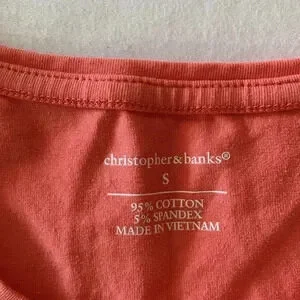 christopher&banks®
S
95% COTTON
5% SPANDEX
MADE IN VIETNAM